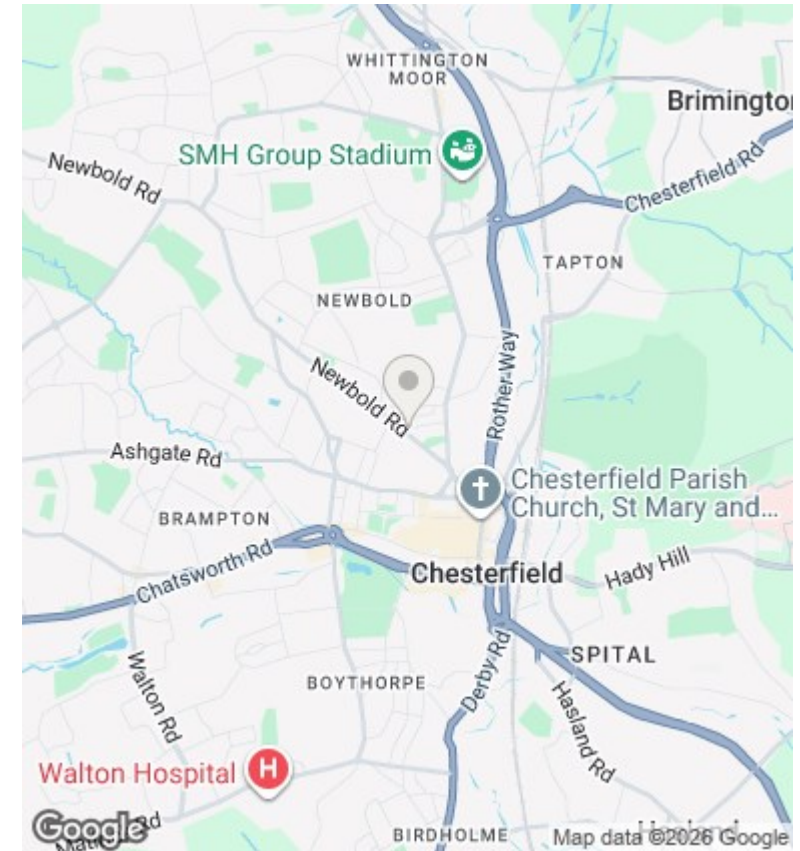 WHITTINGTON
MOOR
Brimington
SMH Group Stadium
Newbold Rd
Chesterfield Rd
TAPTON
NEWBOLD
Rother Way
Newbold Rd
Ashgate Rd
Chesterfield Parish
Church, St Mary and...
BRAMPTON
Chatsworth Rd
Chesterfield
Hady Hill
SPITAL
BOYTHORPE
Walton Rd
Derby Rd
Hasland Rd
Walton Hospital
H
Google
BIRDHOLME
Map data ©2026 Google